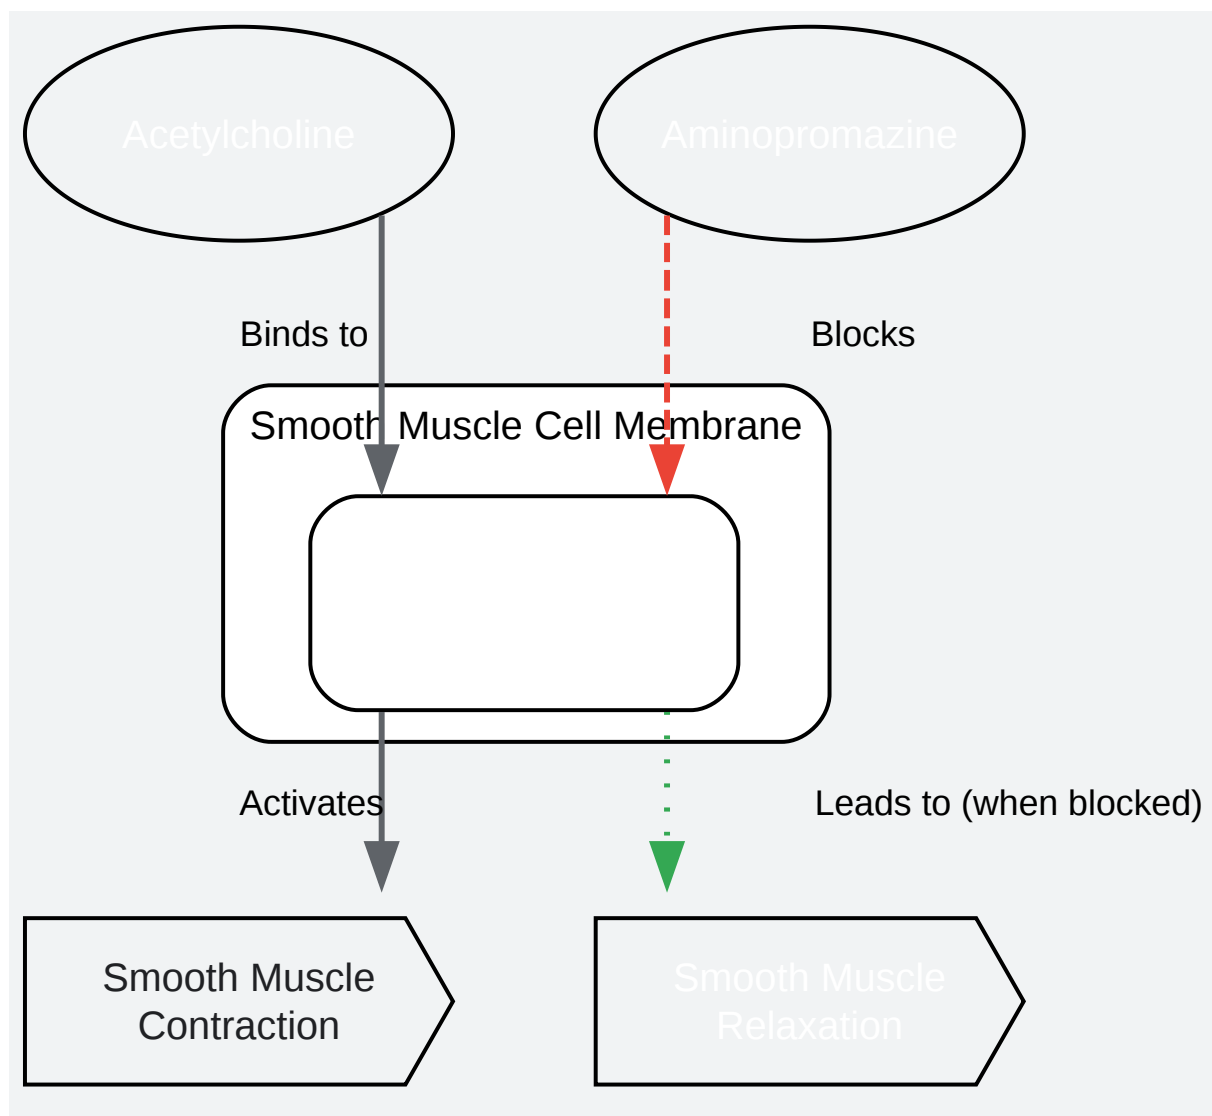 Acetylcholine
Aminopromazine
Binds to
Blocks
Smooth Muscle Cell Membrane
Activates
Leads to (when blocked)
Smooth Muscle
Contraction
Smooth Muscle
Relaxation